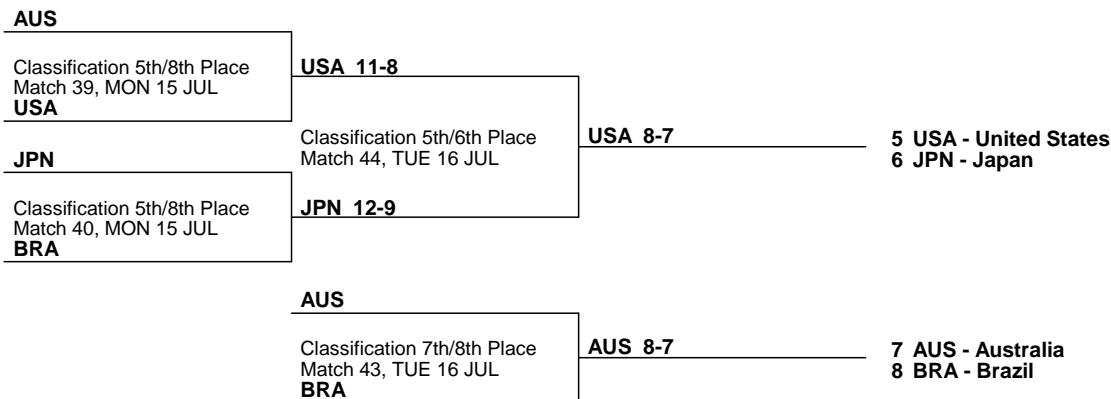 AUS
Classification 5th/8th Place
Match 39, MON 15 JUL
USA
USA 11-8
Classification 5th/6th Place
Match 44, TUE 16 JUL
USA 8-7
5 USA - United States
6 JPN - Japan
JPN
Classification 5th/8th Place
Match 40, MON 15 JUL
BRA
JPN 12-9
AUS
Classification 7th/8th Place
Match 43, TUE 16 JUL
BRA
AUS 8-7
7 AUS - Australia
8 BRA - Brazil